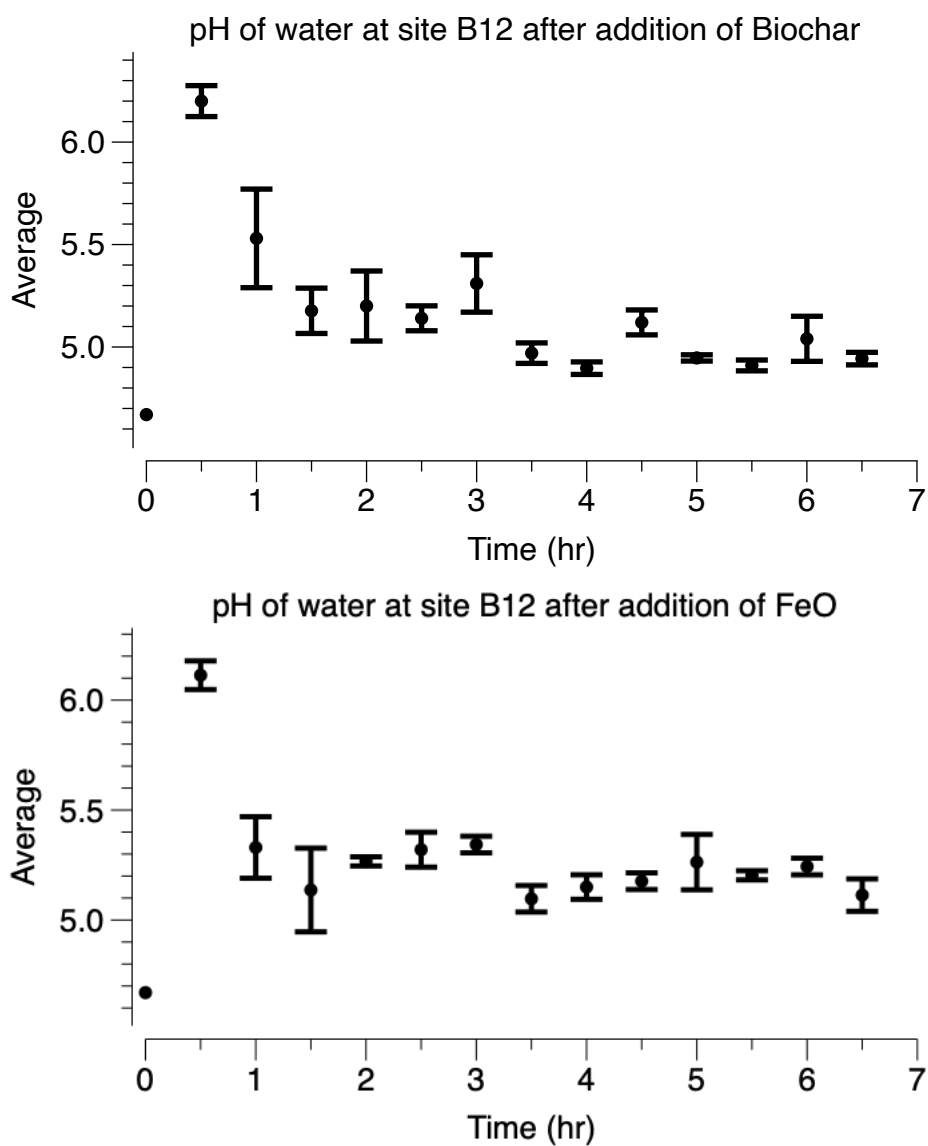 pH of water at site B12 after addition of Biochar
6.0
5.5
5.0
Average
0 1 2 3 4 5 6 7
Time (hr)
pH of water at site B12 after addition of FeO
6.0
5.5
5.0
Average
0 1 2 3 4 5 6 7
Time (hr)